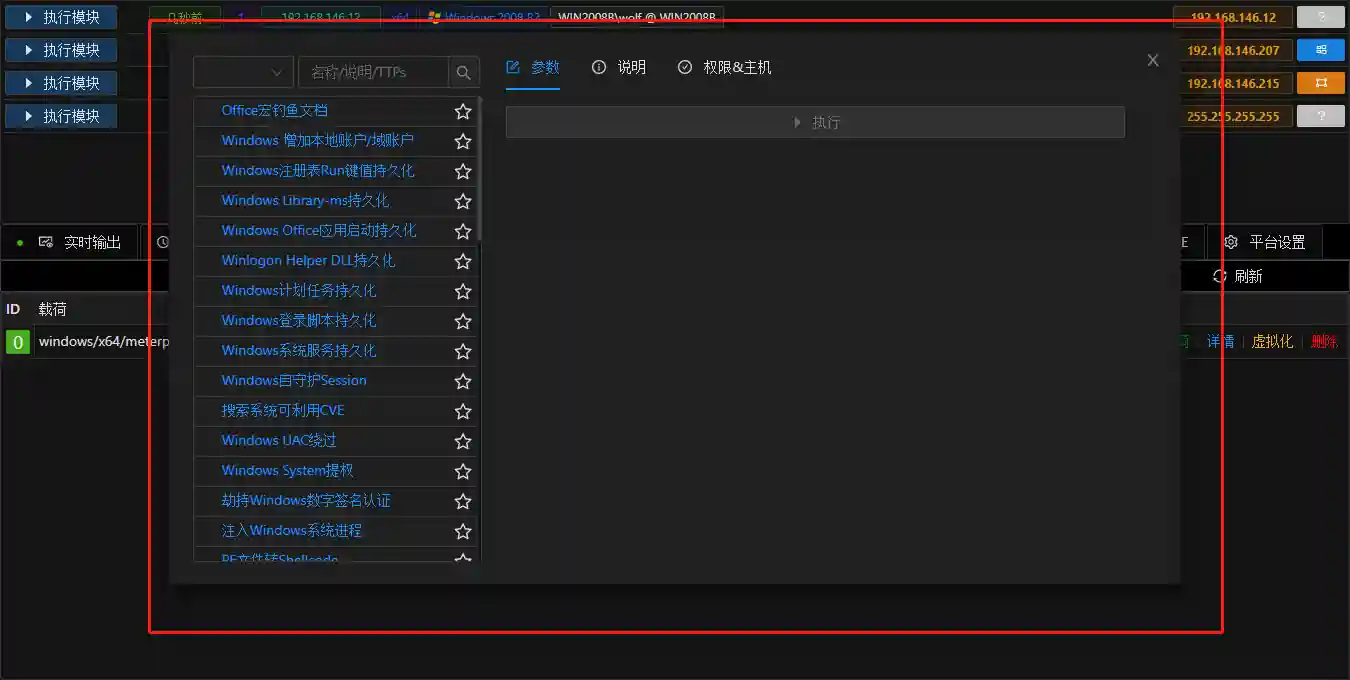 执行模块 几秒前 -1 192.168.146.12 x64 Windows 2008 R2 WIN2008B\wolf @ WIN2008B 192.168.146.12 ?
执行模块 192.168.146.207
执行模块 192.168.146.215
执行模块 255.255.255.255 ?
名称/说明/TTPs
参数 说明 权限&主机
执行
Office宏钓鱼文档
Windows 增加本地账户/域账户
Windows注册表Run键值持久化
Windows Library-ms持久化
Windows Office应用启动持久化
Winlogon Helper DLL持久化
Windows计划任务持久化
Windows登录脚本持久化
Windows系统服务持久化
Windows自守护Session
搜索系统可利用CVE
Windows UAC绕过
Windows System提权
劫持Windows数字签名认证
注入Windows系统进程
PE文件转Shellcode
实时输出 E 平台设置
刷新
ID 载荷
0 windows/x64/meterp 详情 虚拟化 删除